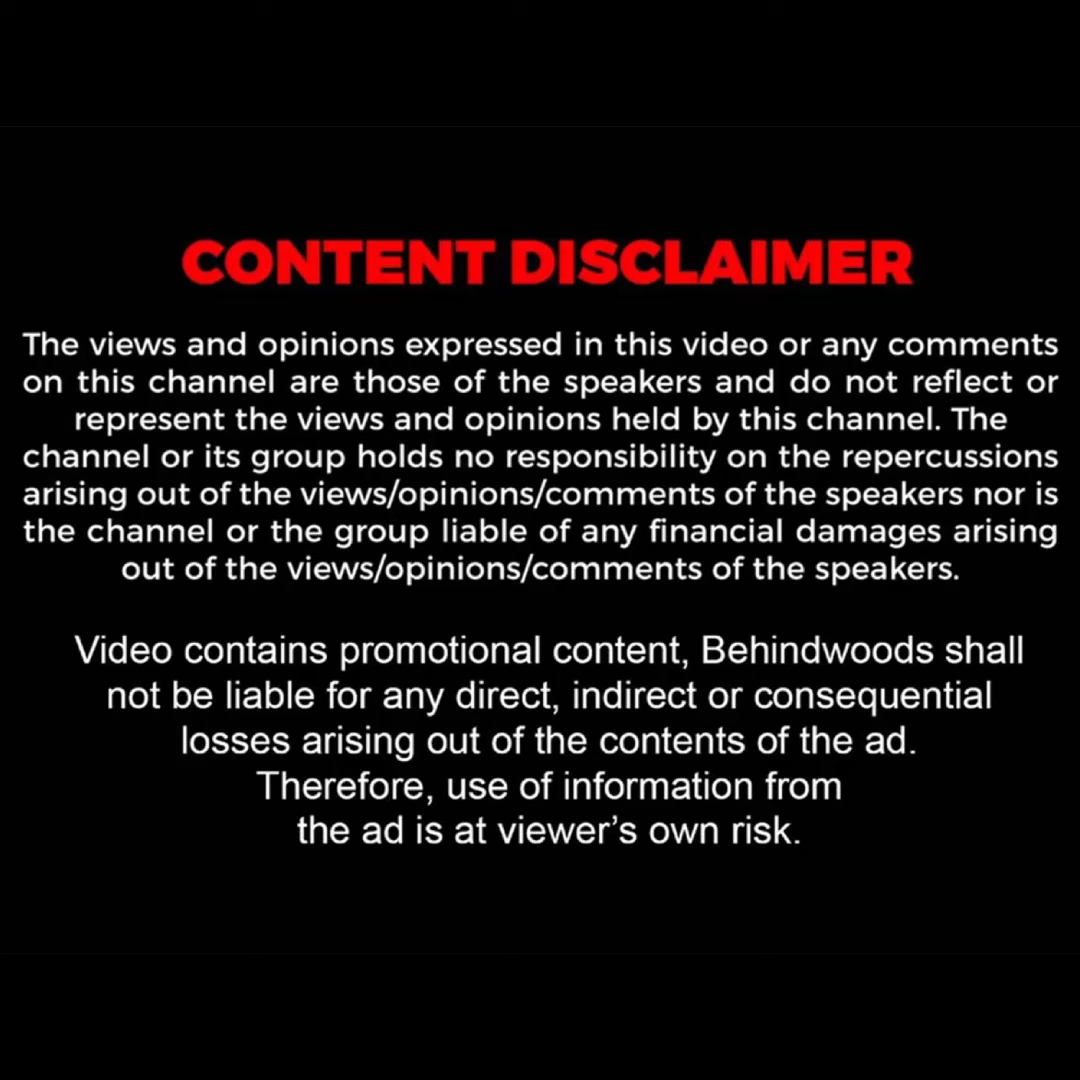 CONTENT DISCLAIMER
The views and opinions expressed in this video or any comments
on this channel are those of the speakers and do not reflect or
represent the views and opinions held by this channel. The
channel or its group holds no responsibility on the repercussions
arising out of the views/opinions/comments of the speakers nor is
the channel or the group liable of any financial damages arising
out of the views/opinions/comments of the speakers.
Video contains promotional content, Behindwoods shall
not be liable for any direct, indirect or consequential
losses arising out of the contents of the ad.
Therefore, use of information from
the ad is at viewer’s own risk.